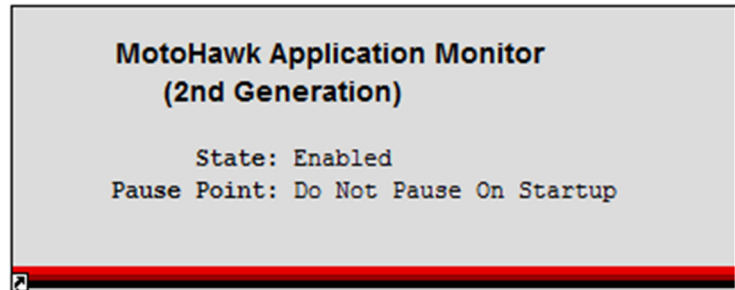 MotoHawk Application Monitor
(2nd Generation)
State: Enabled
Pause Point: Do Not Pause On Startup